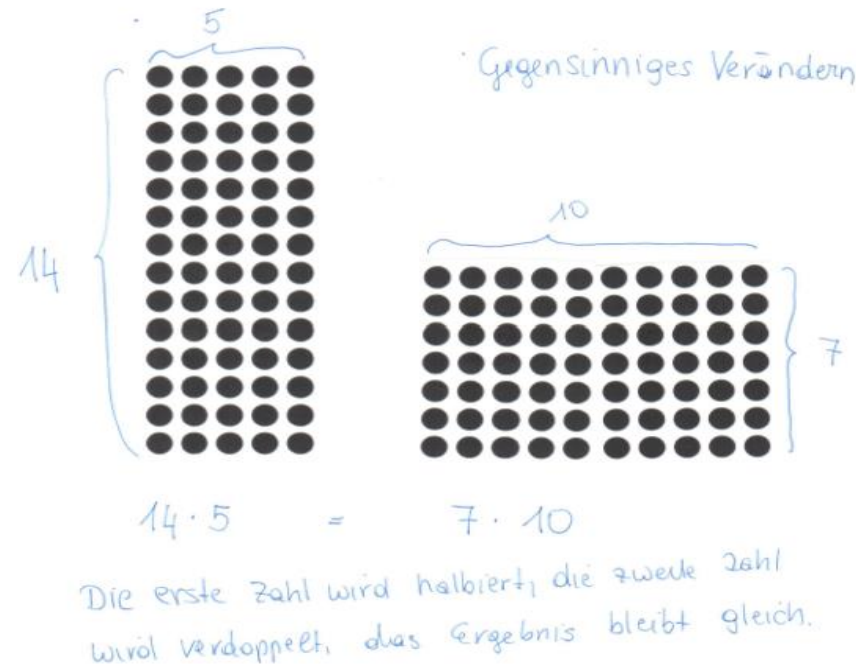 5
Gegensinniges Verändern
14
10
7
14 · 5 = 7 · 10
Die erste Zahl wird halbiert, die zweite Zahl
wird verdoppelt, das Ergebnis bleibt gleich.